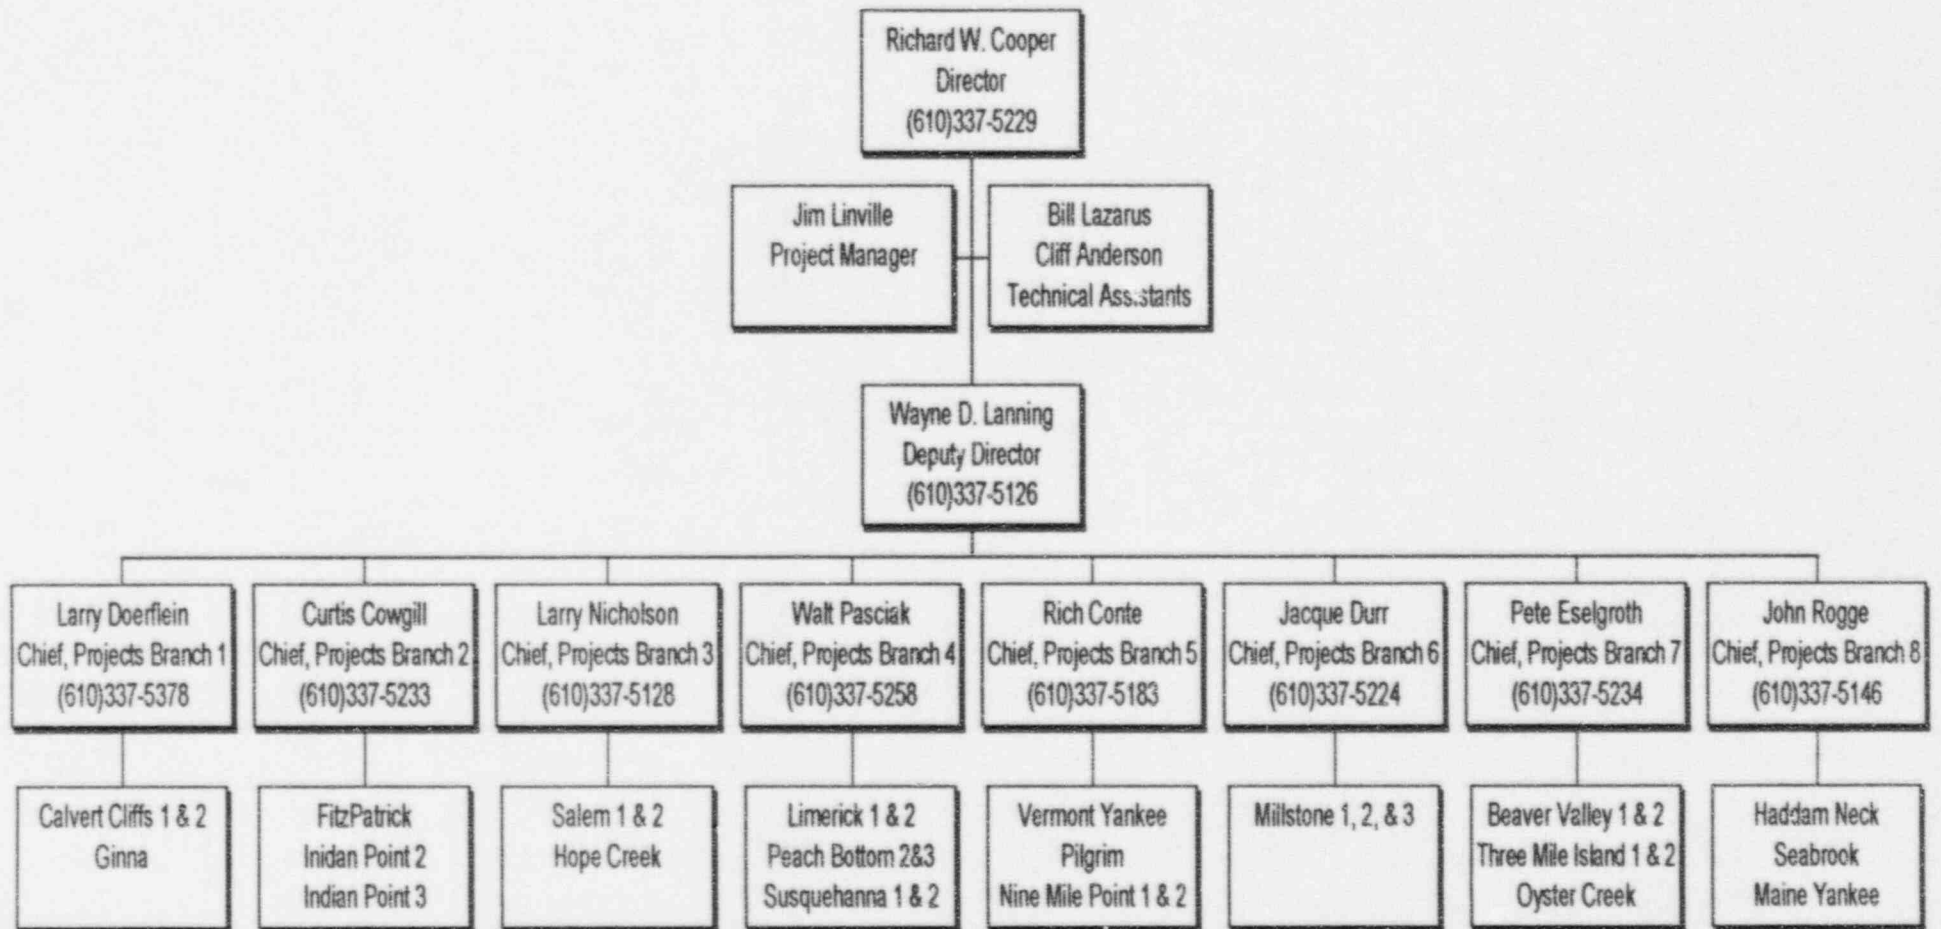 Richard W. Cooper
Director
(610)337-5229
Jim Linville
Project Manager
Bill Lazarus
Cliff Anderson
Technical Assistants
Wayne D. Lanning
Deputy Director
(610)337-5126
Larry Doerflein
Chief, Projects Branch 1
(610)337-5378
Curtis Cowgill
Chief, Projects Branch 2
(610)337-5233
Larry Nicholson
Chief, Projects Branch 3
(610)337-5128
Walt Pasciak
Chief, Projects Branch 4
(610)337-5258
Rich Conte
Chief, Projects Branch 5
(610)337-5183
Jacque Durr
Chief, Projects Branch 6
(610)337-5224
Pete Eselgroth
Chief, Projects Branch 7
(610)337-5234
John Rogge
Chief, Projects Branch 8
(610)337-5146
Calvert Cliffs 1 & 2
Ginna
FitzPatrick
Inidan Point 2
Indian Point 3
Salem 1 & 2
Hope Creek
Limerick 1 & 2
Peach Bottom 2&3
Susquehanna 1 & 2
Vermont Yankee
Pilgrim
Nine Mile Point 1 & 2
Millstone 1, 2, & 3
Beaver Valley 1 & 2
Three Mile Island 1 & 2
Oyster Creek
Haddam Neck
Seabrook
Maine Yankee